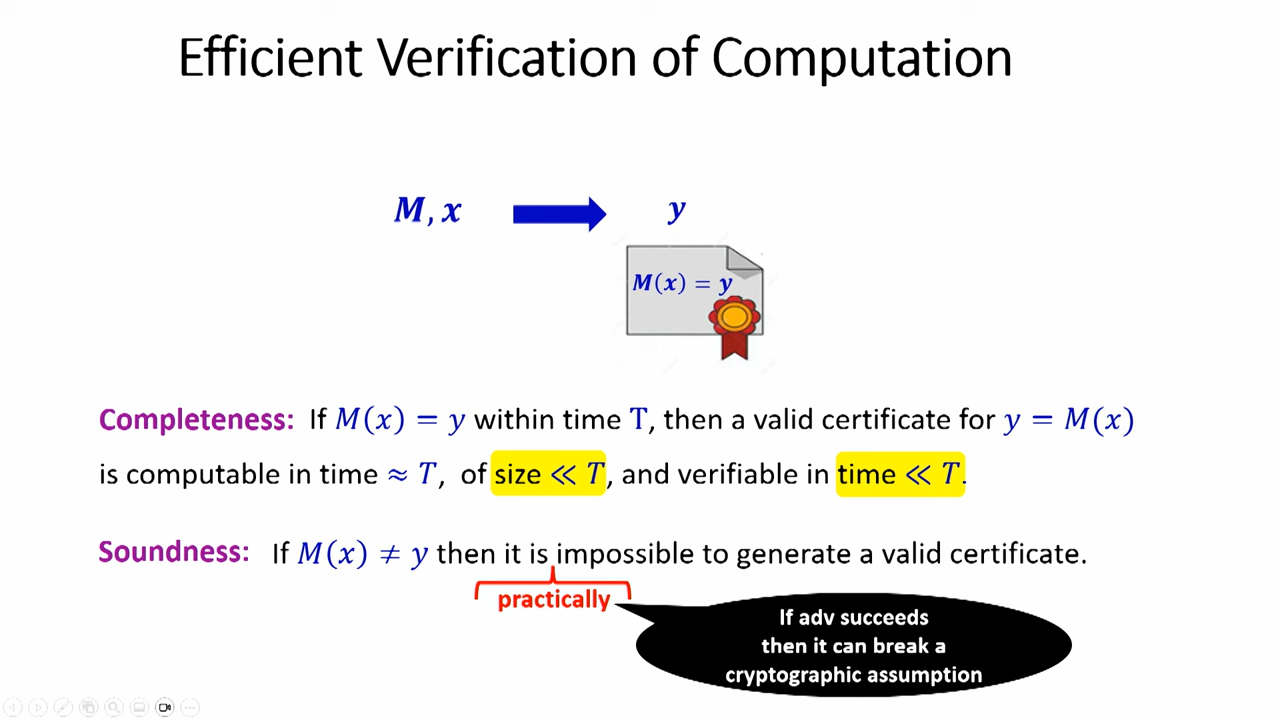 Efficient Verification of Computation
M, x
y
M(x) = y
Completeness: If M(x) = y within time T, then a valid certificate for y = M(x)
is computable in time ≈ T, of size ≪ T, and verifiable in time ≪ T.
Soundness: If M(x) ≠ y then it is impossible to generate a valid certificate.
practically
If adv succeeds
then it can break a
cryptographic assumption